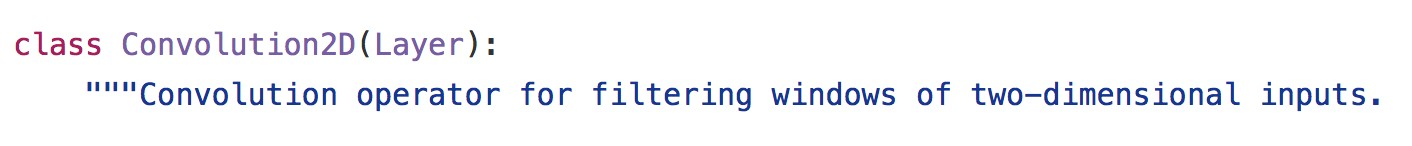 class Convolution2D(Layer):
    """Convolution operator for filtering windows of two-dimensional inputs.